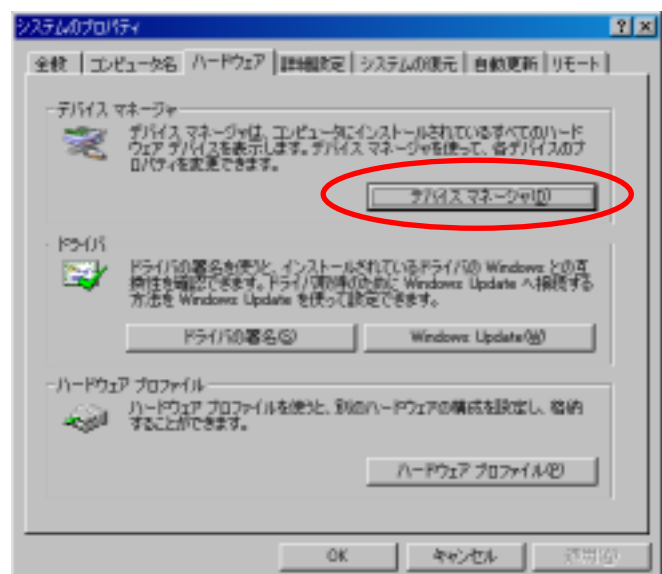 システムのプロパティ
全般 コンピュータ名 ハードウェア 詳細設定 システムの復元 自動更新 リモート
デバイス マネージャ
デバイス マネージャは、コンピュータにインストールされているすべてのハード
ウェア デバイスを表示します。デバイス マネージャを使って、各デバイスのプ
ロパティを変更できます。
デバイス マネージャ(D)
ドライバ
ドライバの署名を使うと、インストールされているドライバの Windows との互
換性を確認できます。ドライバ取得のために Windows Update へ接続する
方法を Windows Update を使って設定できます。
ドライバの署名(S) Windows Update(W)
ハードウェア プロファイル
ハードウェア プロファイルを使うと、別のハードウェアの構成を設定し、格納
することができます。
ハードウェア プロファイル(P)
OK キャンセル 適用(A)